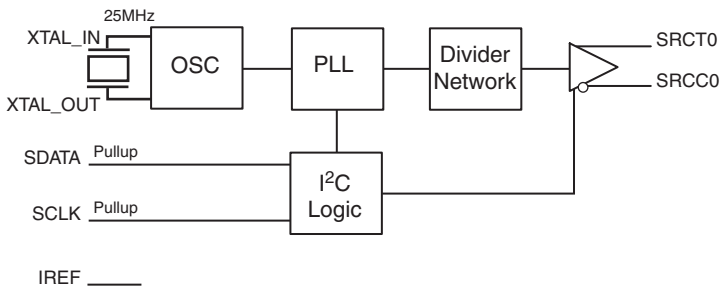 25MHz
XTAL_IN
XTAL_OUT
OSC
PLL
Divider
Network
SRCT0
SRCC0
SDATA Pullup
SCLK Pullup
I²C
Logic
IREF